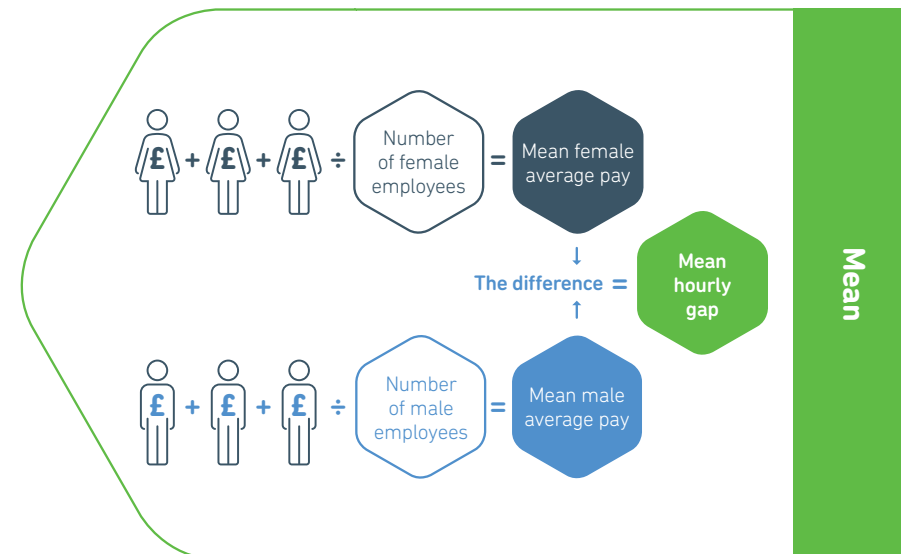 £ + £ + £ ÷
Number
of female
employees
=
Mean female
average pay
↓
The difference =
↑
Mean
hourly
gap
£ + £ + £ ÷
Number
of male
employees
=
Mean male
average pay
Mean